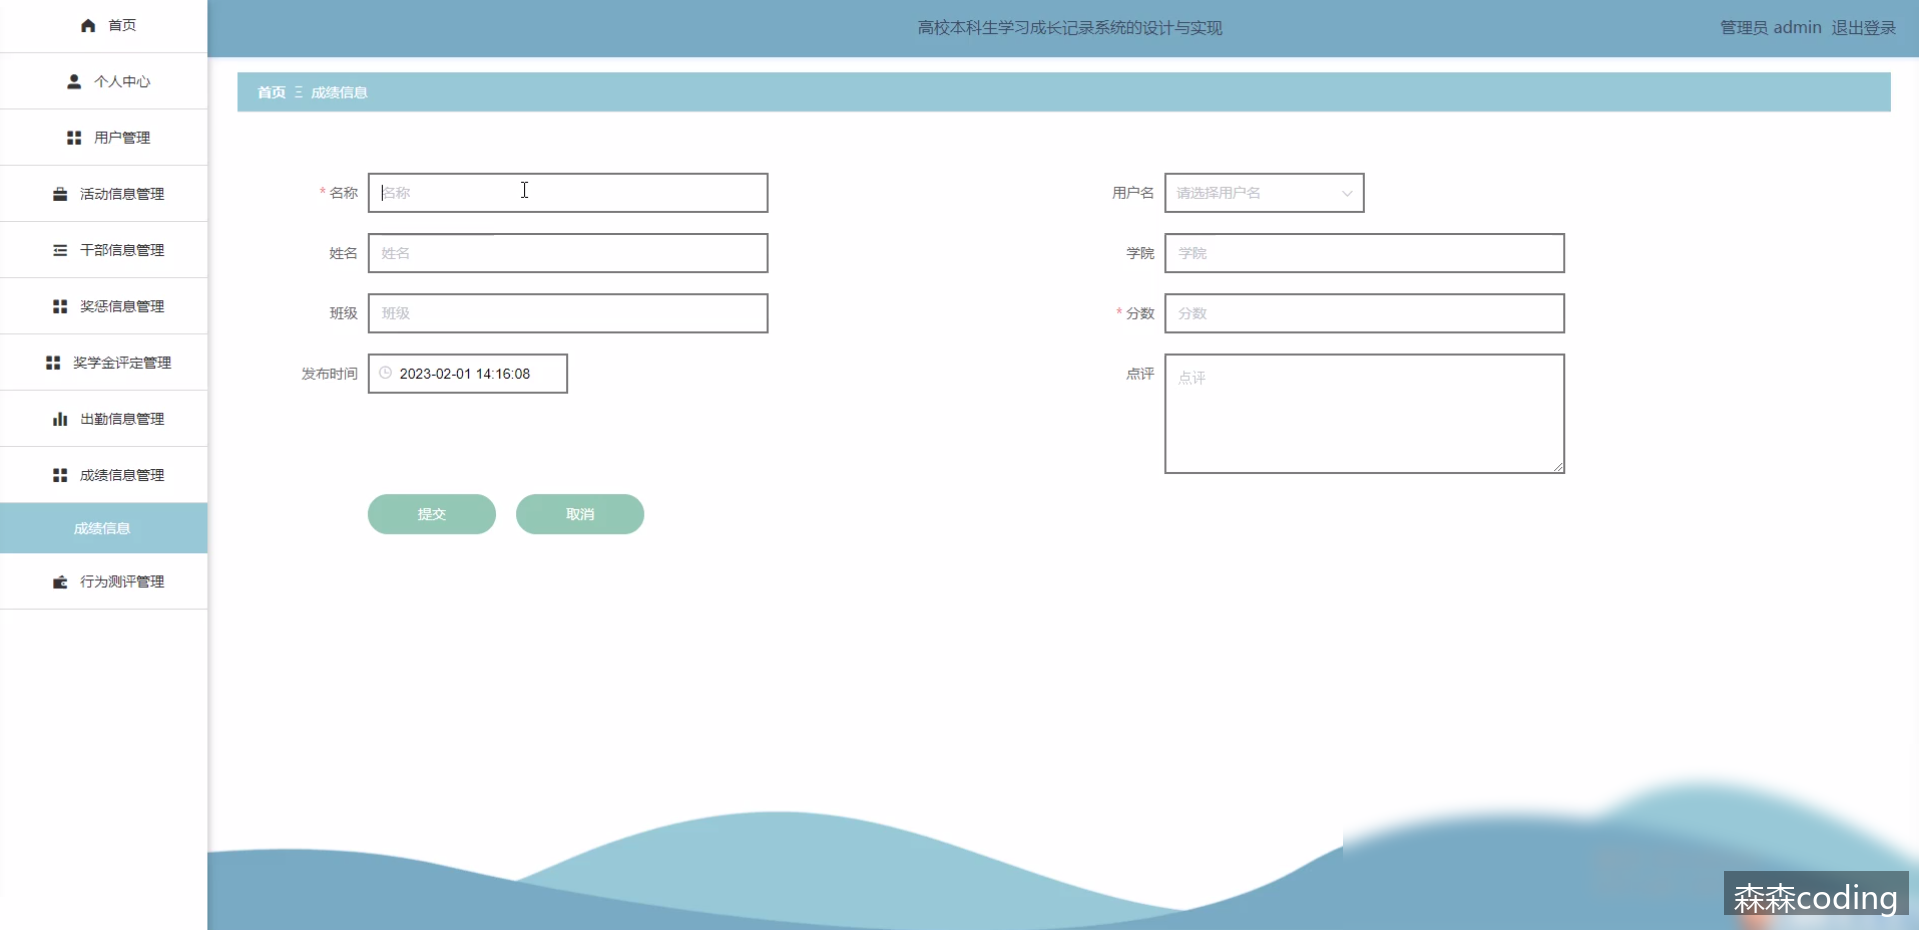 首页
个人中心
用户管理
活动信息管理
干部信息管理
奖惩信息管理
奖学金评定管理
出勤信息管理
成绩信息管理
成绩信息
行为测评管理
高校本科生学习成长记录系统的设计与实现
管理员 admin 退出登录
首页 成绩信息
* 名称 名称
用户名 请选择用户名
姓名 姓名
学院 学院
班级 班级
* 分数 分数
发布时间 2023-02-01 14:16:08
点评 点评
提交 取消
森森coding